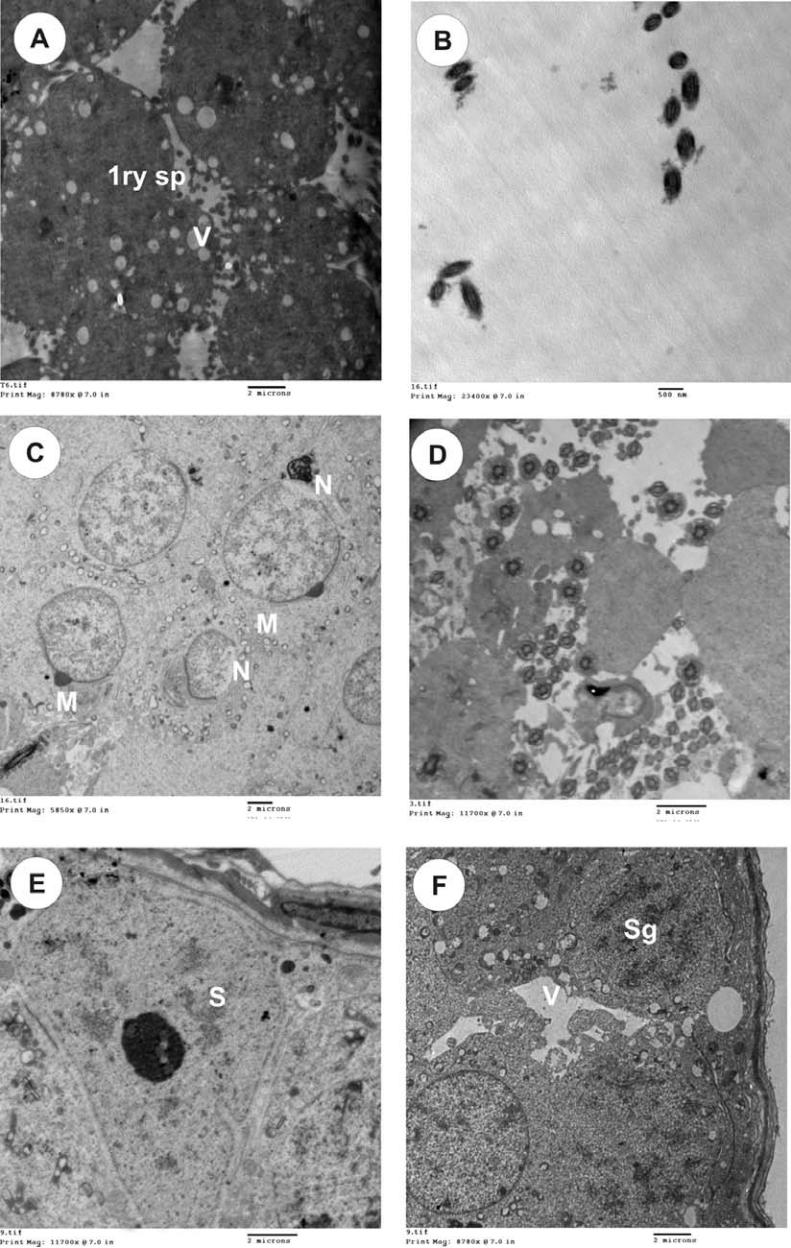 A
1ry sp
V
T6.tif
Print Mag: 8780x @ 7.0 in
2 microns
B
16.tif
Print Mag: 23400x @ 7.0 in
500 nm
C
N
M
N
M
16.tif
Print Mag: 5850x @ 7.0 in
2 microns
D
3.tif
Print Mag: 11700x @ 7.0 in
2 microns
E
S
9.tif
Print Mag: 11700x @ 7.0 in
2 microns
F
Sg
V
9.tif
Print Mag: 8780x @ 7.0 in
2 microns